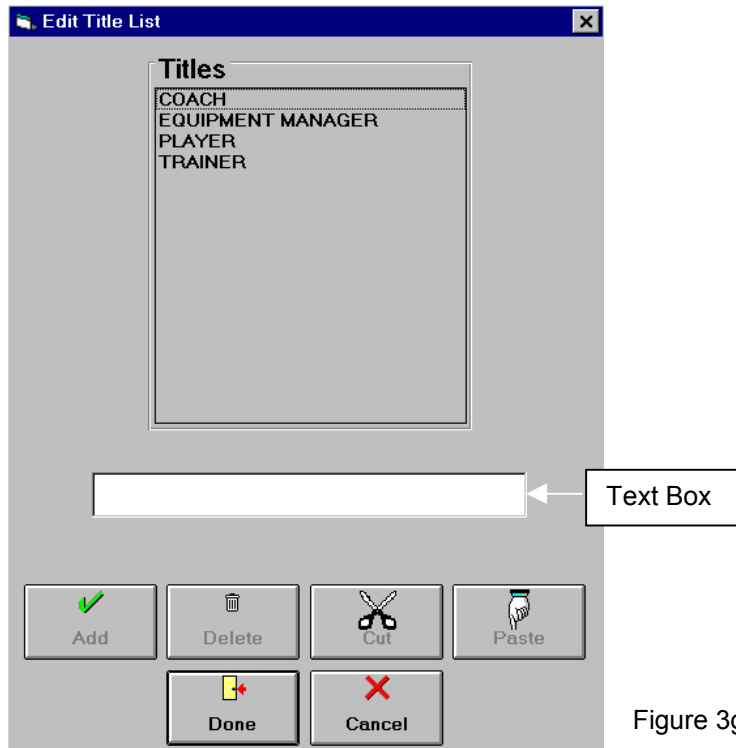 Edit Title List
Titles
COACH
EQUIPMENT MANAGER
PLAYER
TRAINER
Text Box
Add Delete Cut Paste
Done Cancel
Figure 3g